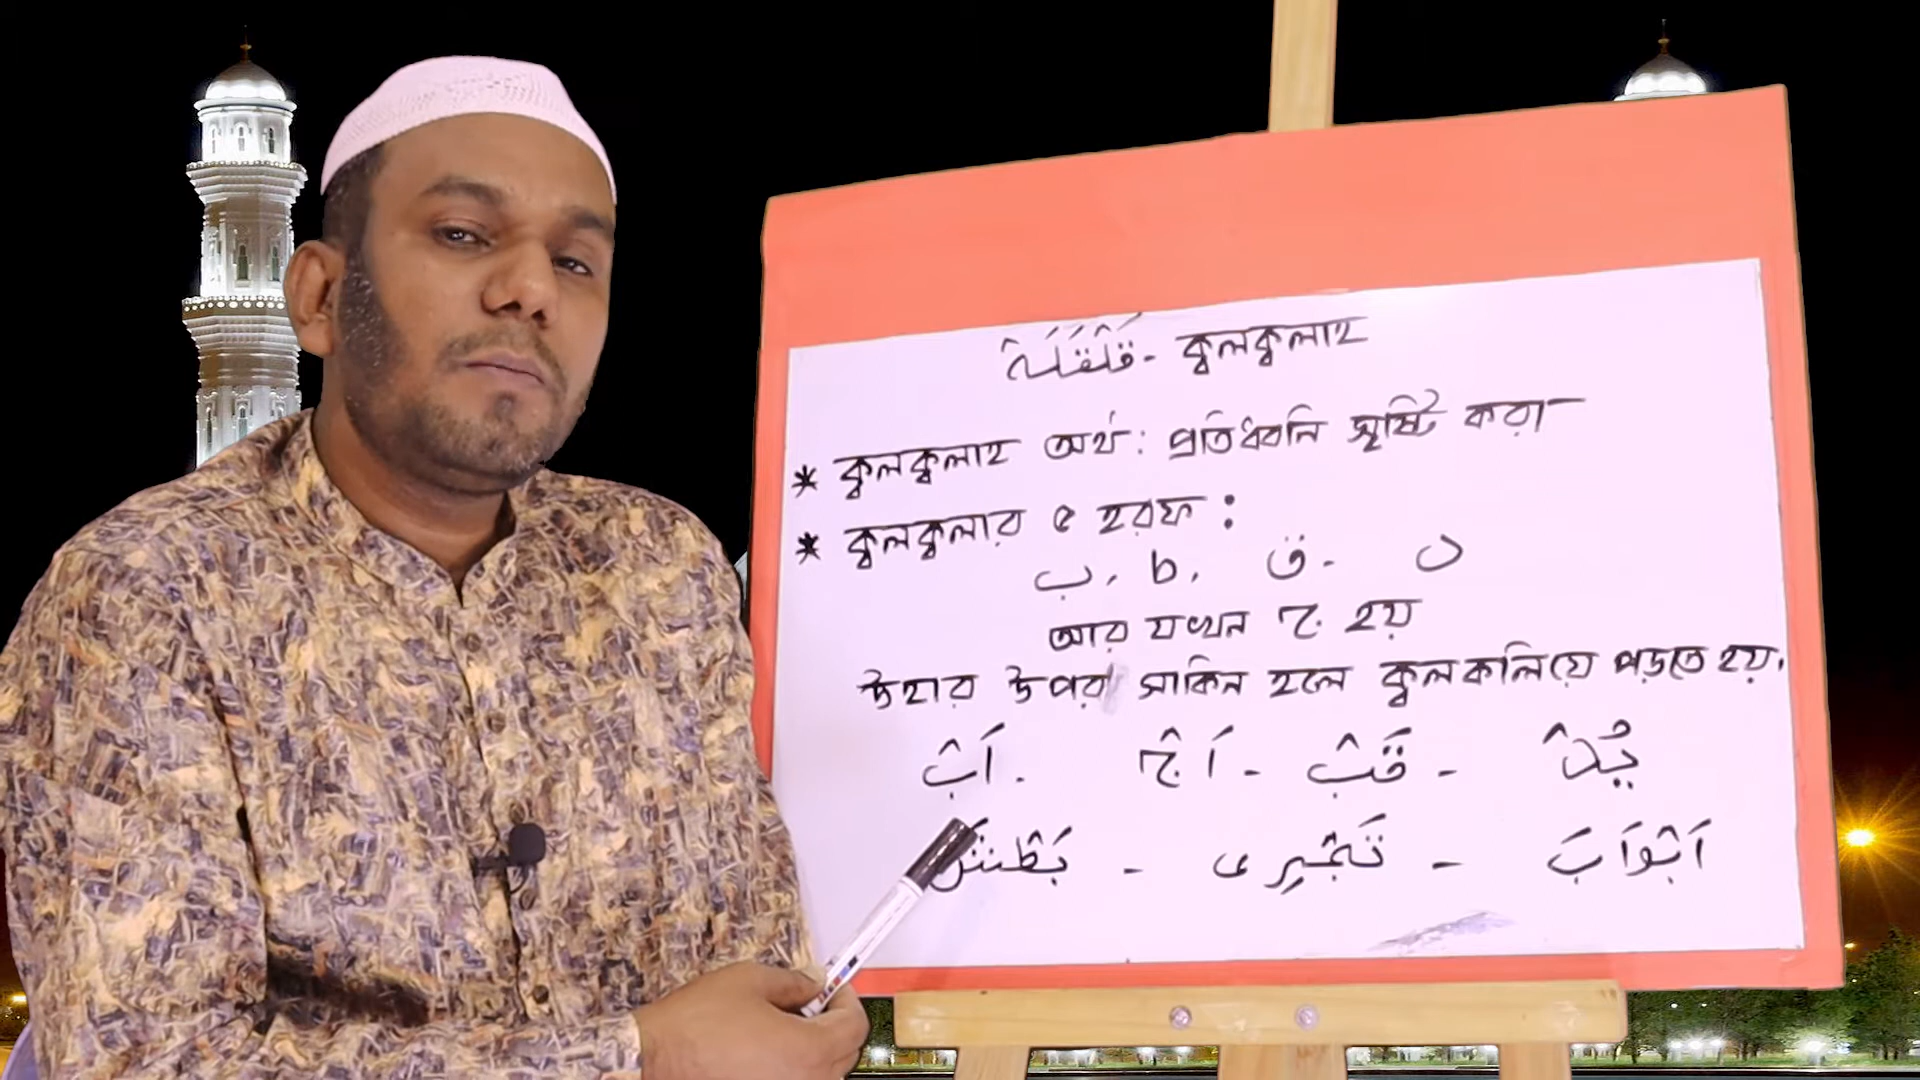 قَلْقَلَهْ - ক্বলক্বলাহ
* ক্বলক্বলাহ অর্থ: প্রতিধ্বনি সৃষ্টি করা
* ক্বলক্বলার ৫ হরফ :
ب, ط, ق - د
আর যখন ج হয়
উহার উপর সাকিন হলে ক্বলকলিয়ে পড়তে হয়.
اَبْ - اَجْ - قَبْ - يُدْ
بَطْشَ - تَجْرِى - اَبْوَابَ